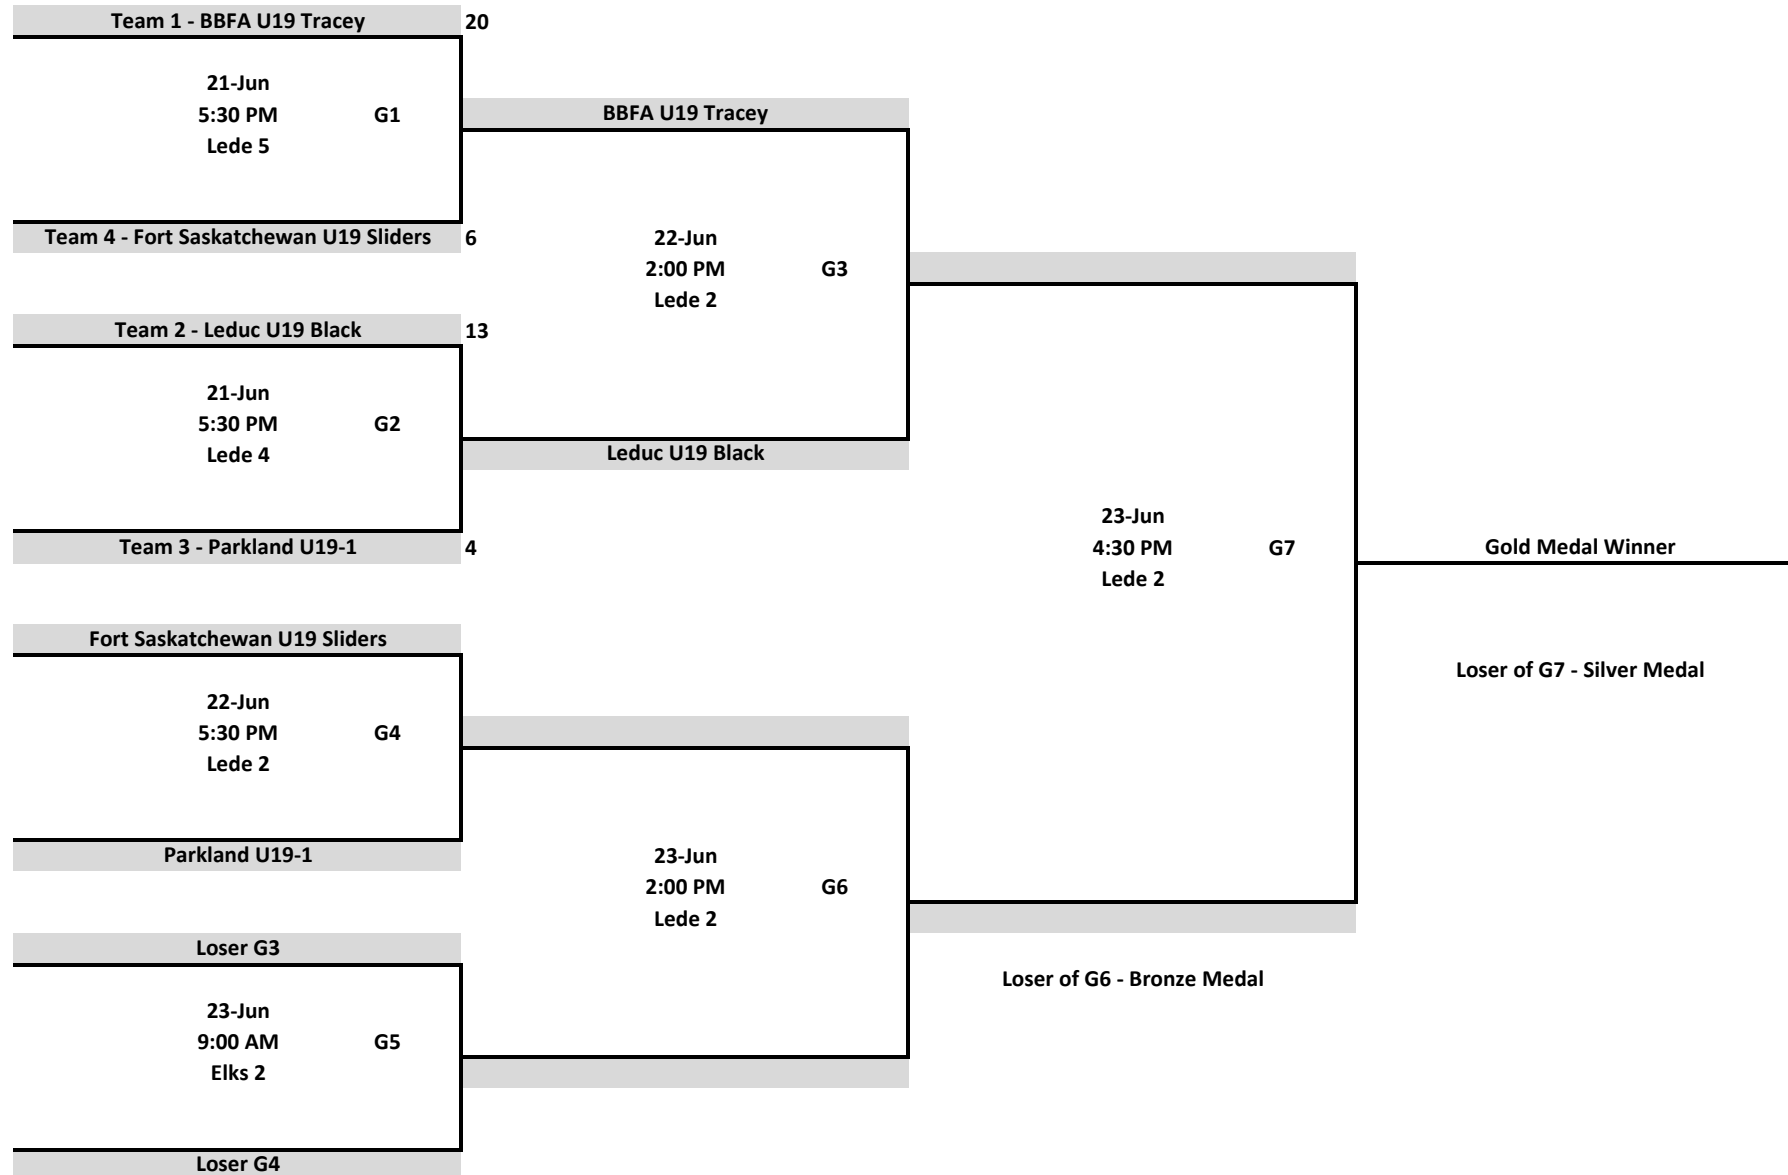 Team 1 - BBFA U19 Tracey 20
21-Jun
5:30 PM G1
Lede 5
Team 4 - Fort Saskatchewan U19 Sliders 6
BBFA U19 Tracey
22-Jun
2:00 PM G3
Lede 2
Team 2 - Leduc U19 Black 13
21-Jun
5:30 PM G2
Lede 4
Team 3 - Parkland U19-1 4
Leduc U19 Black
23-Jun
4:30 PM G7
Lede 2
Gold Medal Winner
Loser of G7 - Silver Medal
Fort Saskatchewan U19 Sliders
22-Jun
5:30 PM G4
Lede 2
Parkland U19-1
23-Jun
2:00 PM G6
Lede 2
Loser of G6 - Bronze Medal
Loser G3
23-Jun
9:00 AM G5
Elks 2
Loser G4